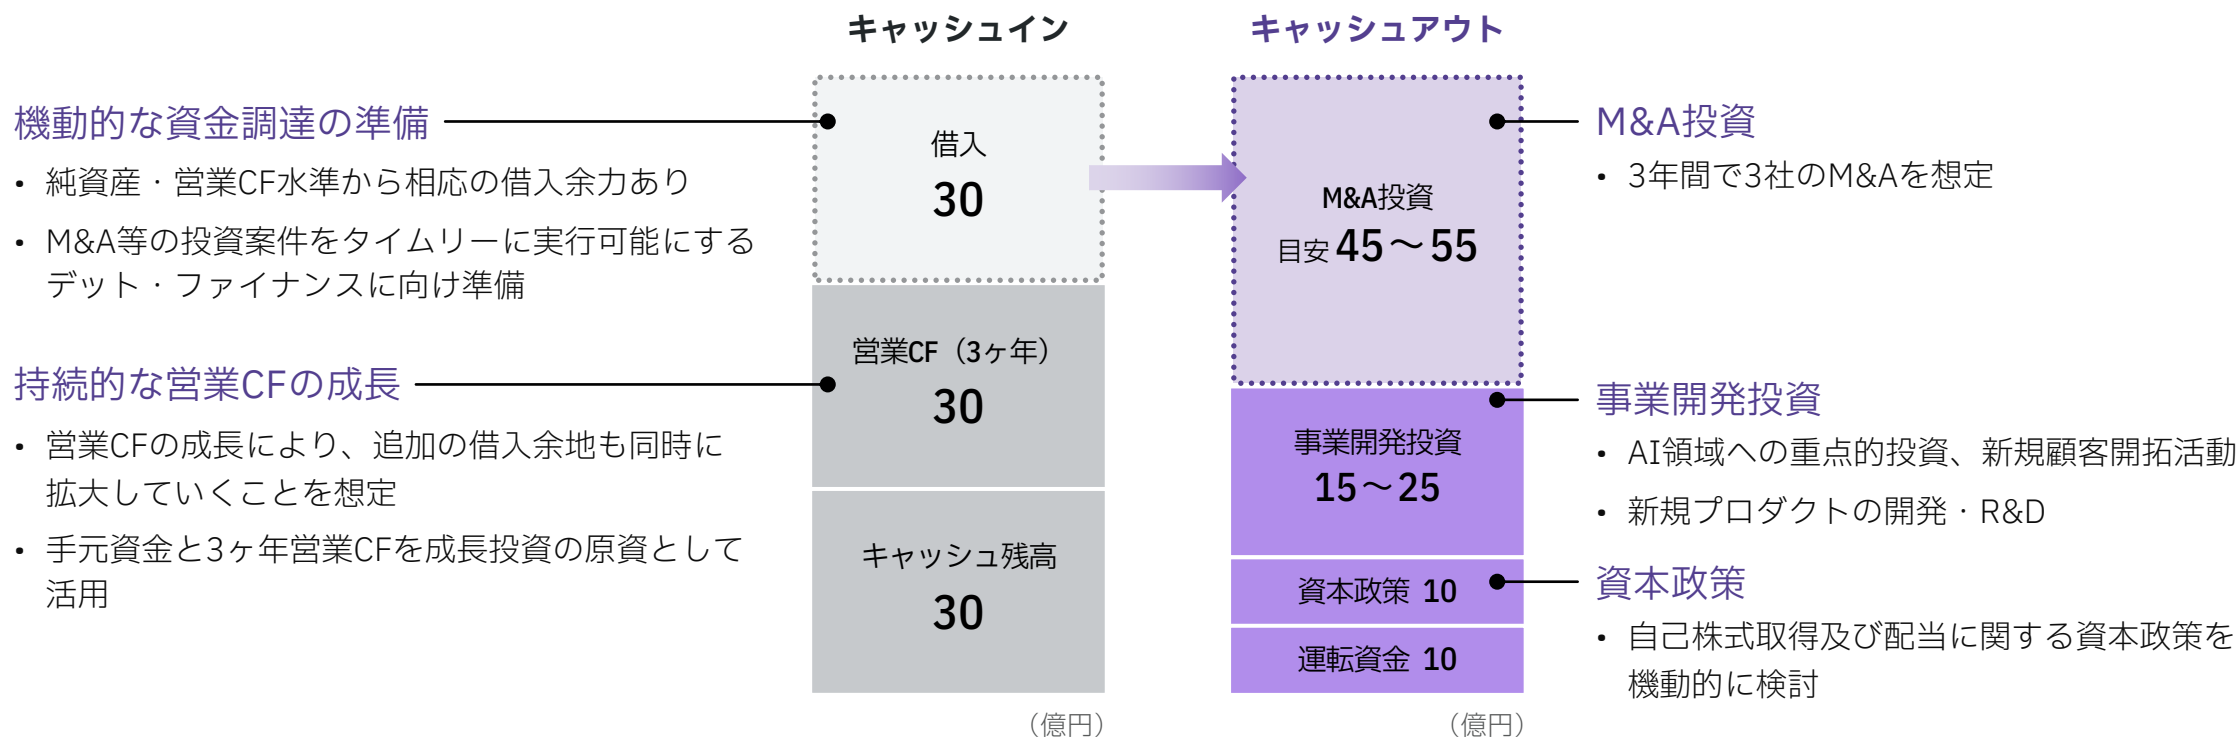 キャッシュイン
キャッシュアウト
機動的な資金調達の準備
• 純資産・営業CF水準から相応の借入余力あり
• M&A等の投資案件をタイムリーに実行可能にする
デット・ファイナンスに向け準備
持続的な営業CFの成長
• 営業CFの成長により、追加の借入余地も同時に
拡大していくことを想定
• 手元資金と3ヶ年営業CFを成長投資の原資として
活用
借入
30
営業CF（3ヶ年）
30
キャッシュ残高
30
（億円）
M&A投資
目安 45～55
事業開発投資
15～25
資本政策 10
運転資金 10
（億円）
M&A投資
• 3年間で3社のM&Aを想定
事業開発投資
• AI領域への重点的投資、新規顧客開拓活動
• 新規プロダクトの開発・R&D
資本政策
• 自己株式取得及び配当に関する資本政策を
機動的に検討